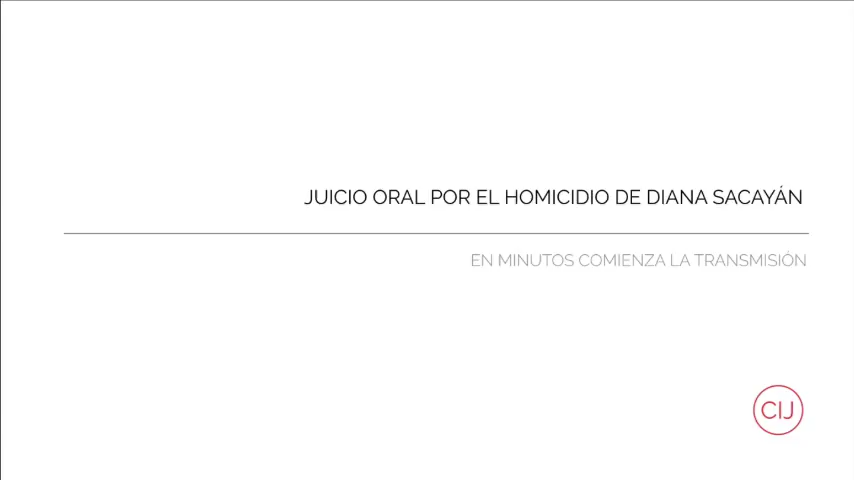 JUICIO ORAL POR EL HOMICIDIO DE DIANA SACAYÁN
EN MINUTOS COMIENZA LA TRANSMISIÓN
CIJ